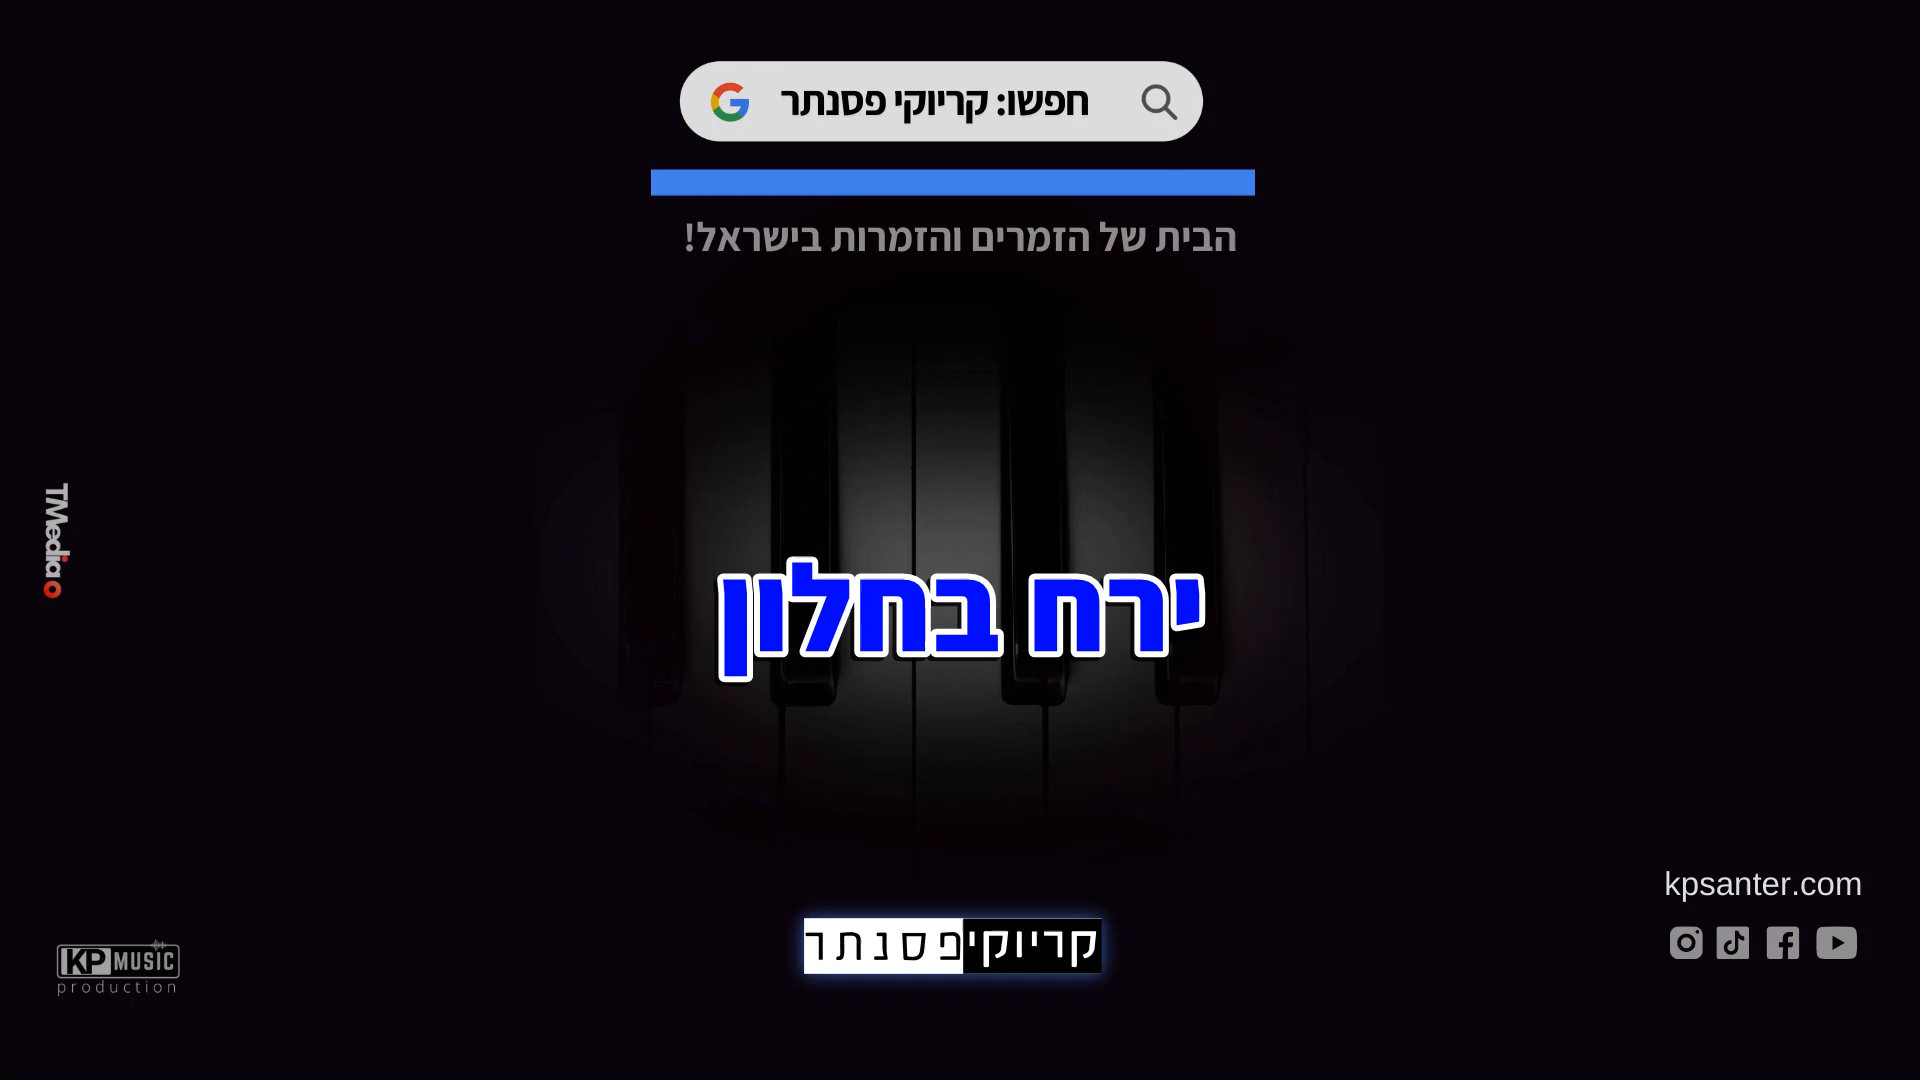 חפשו: קריוקי פסנתר
הבית של הזמרים והזמרות בישראל!
TMedia
ירח בחלון
kpsanter.com
קריוקי פסנתר
KP MUSIC
production